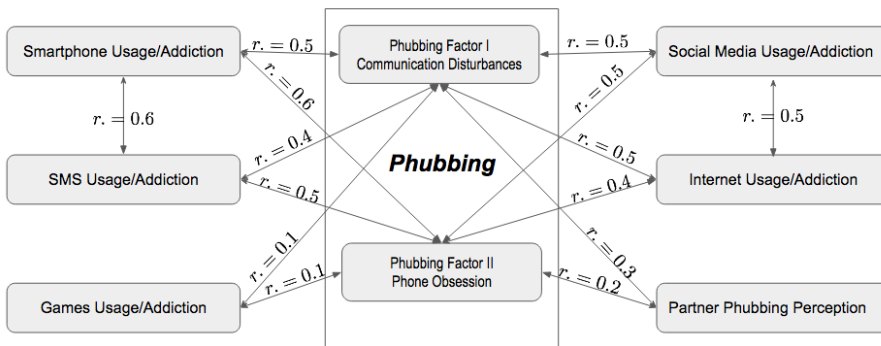 Smartphone Usage/Addiction
r. = 0.5
Phubbing Factor I
Communication Disturbances
r. = 0.5
Social Media Usage/Addiction
r. = 0.6
r. = 0.5
r. = 0.6
r. = 0.4
r. = 0.5
r. = 0.5
SMS Usage/Addiction
Phubbing
Internet Usage/Addiction
r. = 0.5
r. = 0.4
r. = 0.1
r. = 0.3
Phubbing Factor II
Phone Obsession
r. = 0.1
r. = 0.2
Games Usage/Addiction
Partner Phubbing Perception